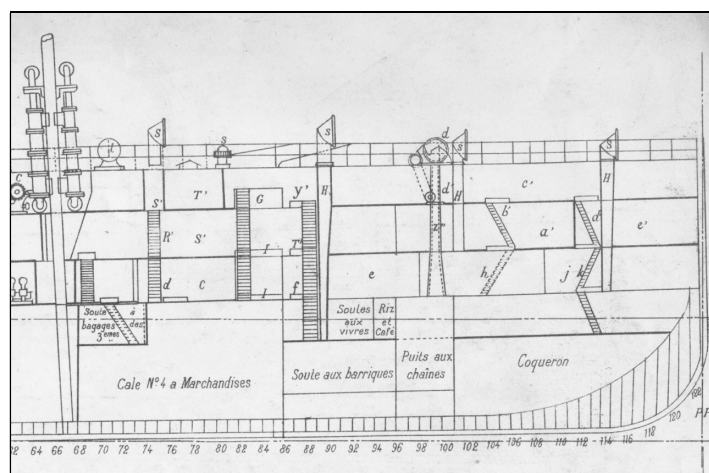 S
S
S
d
S
S
t
c
S'
T'
G
y'
H
d'
H
c'
H
b'
d'
R'
S'
T"
x"
a'
e'
I
d
C
I
f
e
h
j
k
Soute à
bagages des
3èmes
Soutes
aux
vivres
Riz
et
Café
Cale N°4 a Marchandises
Soute aux barriques
Puits aux
chaînes
Coqueron
62 64 66 68 70 72 74 76 78 80 82 84 86 88 90 92 94 96 98 100 102 104 106 108 110 112 114 116 118 120 122
P.P.